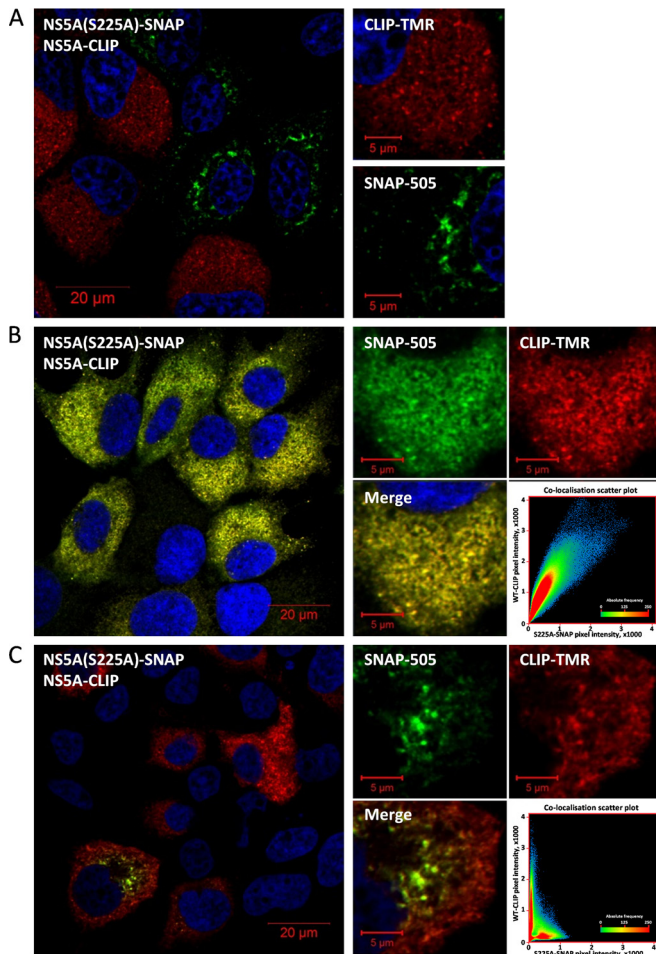 A
NS5A(S225A)-SNAP
NS5A-CLIP
20 µm
CLIP-TMR
5 µm
SNAP-505
5 µm
B
NS5A(S225A)-SNAP
NS5A-CLIP
20 µm
SNAP-505
5 µm
CLIP-TMR
5 µm
Merge
5 µm
Co-localisation scatter plot
WT-CLIP pixel intensity, x1000
4
3
2
1
0
Absolute frequency
0 125 250
0 1 2 3 4
S225A-SNAP pixel intensity, x1000
C
NS5A(S225A)-SNAP
NS5A-CLIP
20 µm
SNAP-505
5 µm
CLIP-TMR
5 µm
Merge
5 µm
Co-localisation scatter plot
WT-CLIP pixel intensity, x1000
4
3
2
1
0
Absolute frequency
0 125 250
0 1 2 3 4
S225A-SNAP pixel intensity, x1000